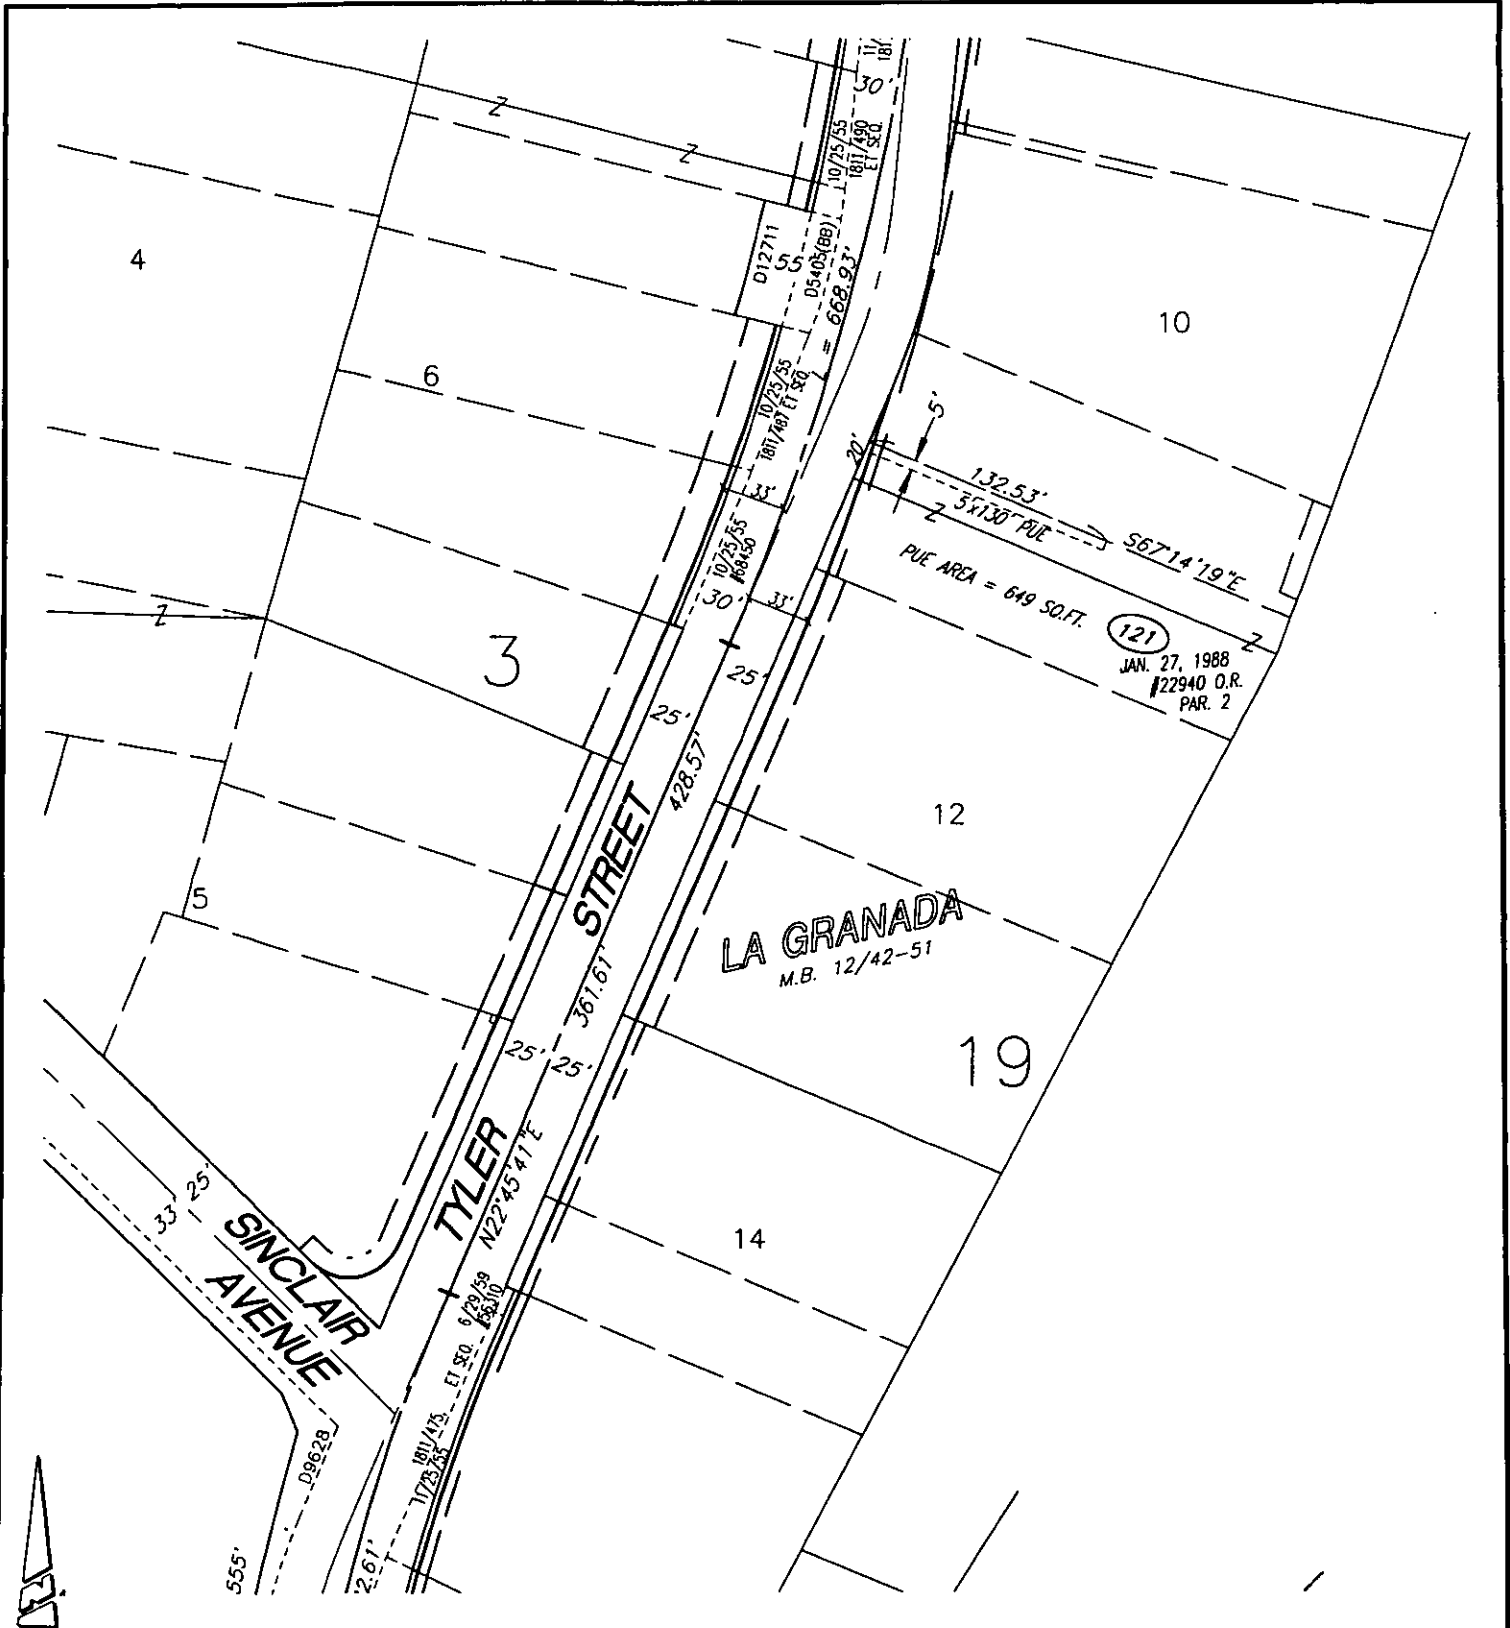 11/
181
30'
10/25/55
1811/490
ET SEQ.
4
D12711
55
D5405(BB)
L = 668.93'
10
6
10/25/55
1811/487 ET SEQ.
5'
20'
132.53'
5'x130' PUE
S67°14'19"E
33'
10/25/55
#68450
PUE AREA = 649 SQ.FT.
121
JAN. 27, 1988
#22940 O.R.
PAR. 2
30'
33'
3
25'
25'
428.57'
STREET
12
5
LA GRANADA
M.B. 12/42-51
361.61'
25' 25'
19
TYLER
N22°45'41"E
14
25'
33'
SINCLAIR
AVENUE
6/29/59
#56310
ET SEQ.
1811/475
11/25/55
D9628
555'
2.61'